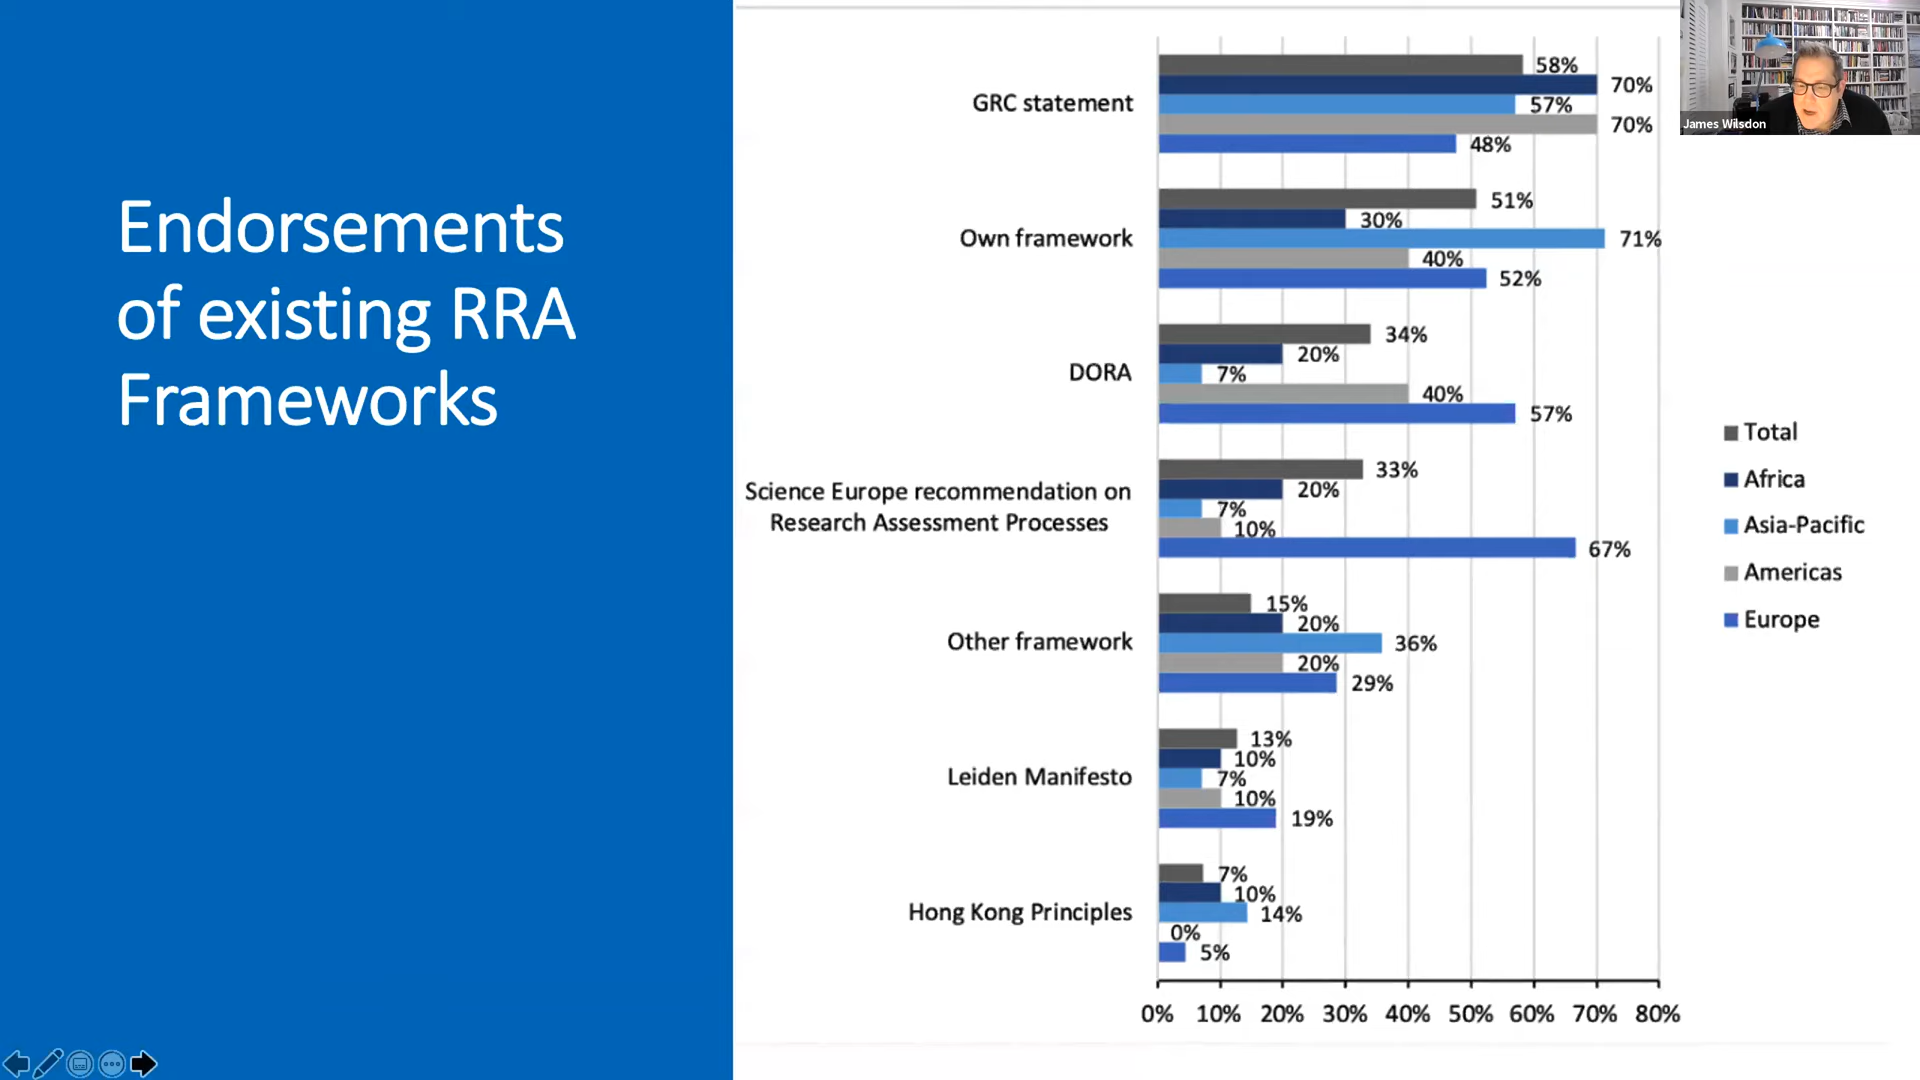 Endorsements
of existing RRA
Frameworks
GRC statement
58%
70%
57%
70%
48%
Own framework
51%
30%
71%
40%
52%
DORA
34%
20%
7%
40%
57%
Science Europe recommendation on
Research Assessment Processes
33%
20%
7%
10%
67%
Other framework
15%
20%
36%
20%
29%
Leiden Manifesto
13%
10%
7%
10%
19%
Hong Kong Principles
7%
10%
14%
0%
5%
0% 10% 20% 30% 40% 50% 60% 70% 80%
Total
Africa
Asia-Pacific
Americas
Europe
James Wilsdon